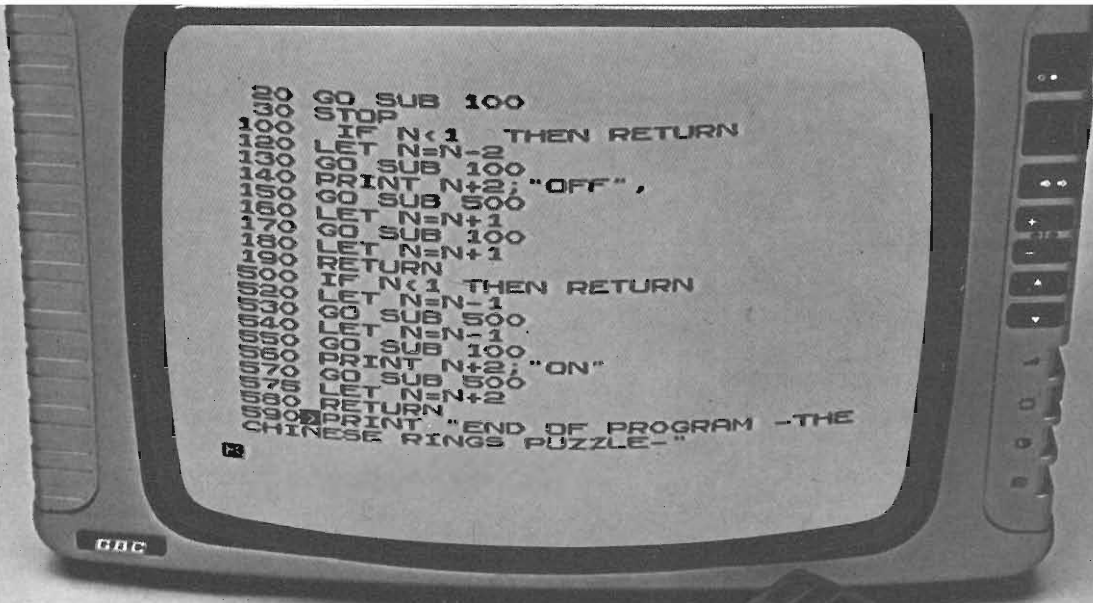 20 GO SUB 100
30 STOP
100 IF N<1 THEN RETURN
120 LET N=N-2
130 GO SUB 100
140 PRINT N+2;"OFF",
150 GO SUB 500
160 LET N=N+1
170 GO SUB 100
180 LET N=N+1
190 RETURN
500 IF N<1 THEN RETURN
520 LET N=N-1
530 GO SUB 500
540 LET N=N-1
550 GO SUB 100
560 PRINT N+2;"ON"
570 GO SUB 500
575 LET N=N+2
580 RETURN
590>PRINT "END OF PROGRAM -THE
CHINESE RINGS PUZZLE-"
K
GBC